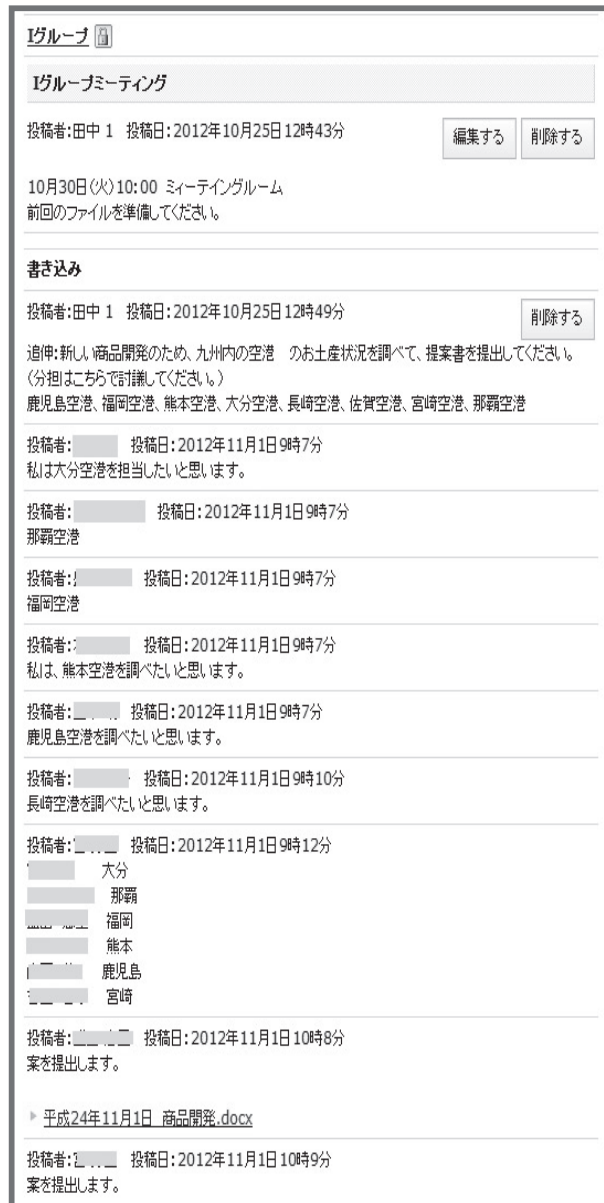 Iグループ
Iグループミーティング
投稿者:田中 1 投稿日:2012年10月25日12時43分
編集する 削除する
10月30日(火)10:00 ミィーテイングルーム
前回のファイルを準備してください。
書き込み
投稿者:田中 1 投稿日:2012年10月25日12時49分
削除する
追伸:新しい商品開発のため、九州内の空港 のお土産状況を調べて、提案書を提出してください。
(分担はこちらで討議してください。)
鹿児島空港、福岡空港、熊本空港、大分空港、長崎空港、佐賀空港、宮崎空港、那覇空港
投稿者: 投稿日:2012年11月1日9時7分
私は大分空港を担当したいと思います。
投稿者: 投稿日:2012年11月1日9時7分
那覇空港
投稿者: 投稿日:2012年11月1日9時7分
福岡空港
投稿者: 投稿日:2012年11月1日9時7分
私は、熊本空港を調べたいと思います。
投稿者: 投稿日:2012年11月1日9時7分
鹿児島空港を調べたいと思います。
投稿者: 投稿日:2012年11月1日9時10分
長崎空港を調べたいと思います。
投稿者: 投稿日:2012年11月1日9時12分
大分
那覇
福岡
熊本
鹿児島
宮崎
投稿者: 投稿日:2012年11月1日10時8分
案を提出します。
平成24年11月1日 商品開発.docx
投稿者: 投稿日:2012年11月1日10時9分
案を提出します。